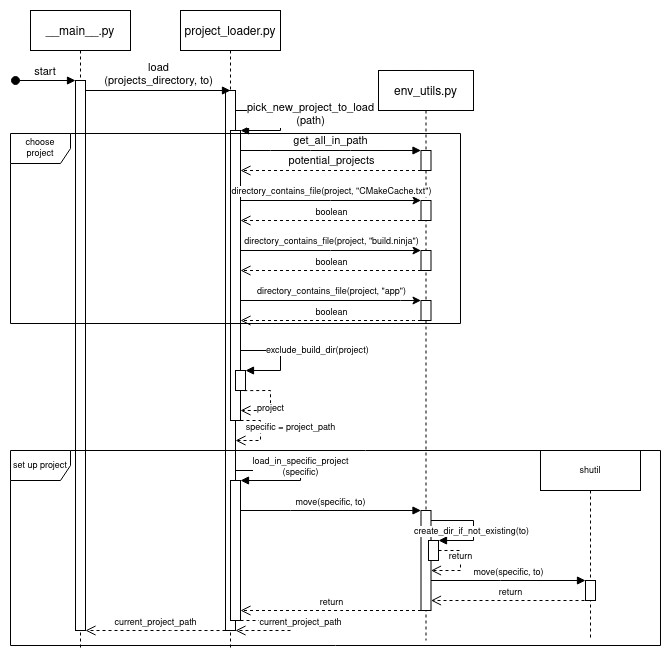 __main__.py
project_loader.py
start
load
(projects_directory, to)
env_utils.py
pick_new_project_to_load
(path)
choose
project
get_all_in_path
potential_projects
directory_contains_file(project, "CMakeCache.txt")
boolean
directory_contains_file(project, "build.ninja")
boolean
directory_contains_file(project, "app")
boolean
exclude_build_dir(project)
project
specific = project_path
set up project
load_in_specific_project
(specific)
shutil
move(specific, to)
create_dir_if_not_existing(to)
return
move(specific, to)
return
return
current_project_path
current_project_path